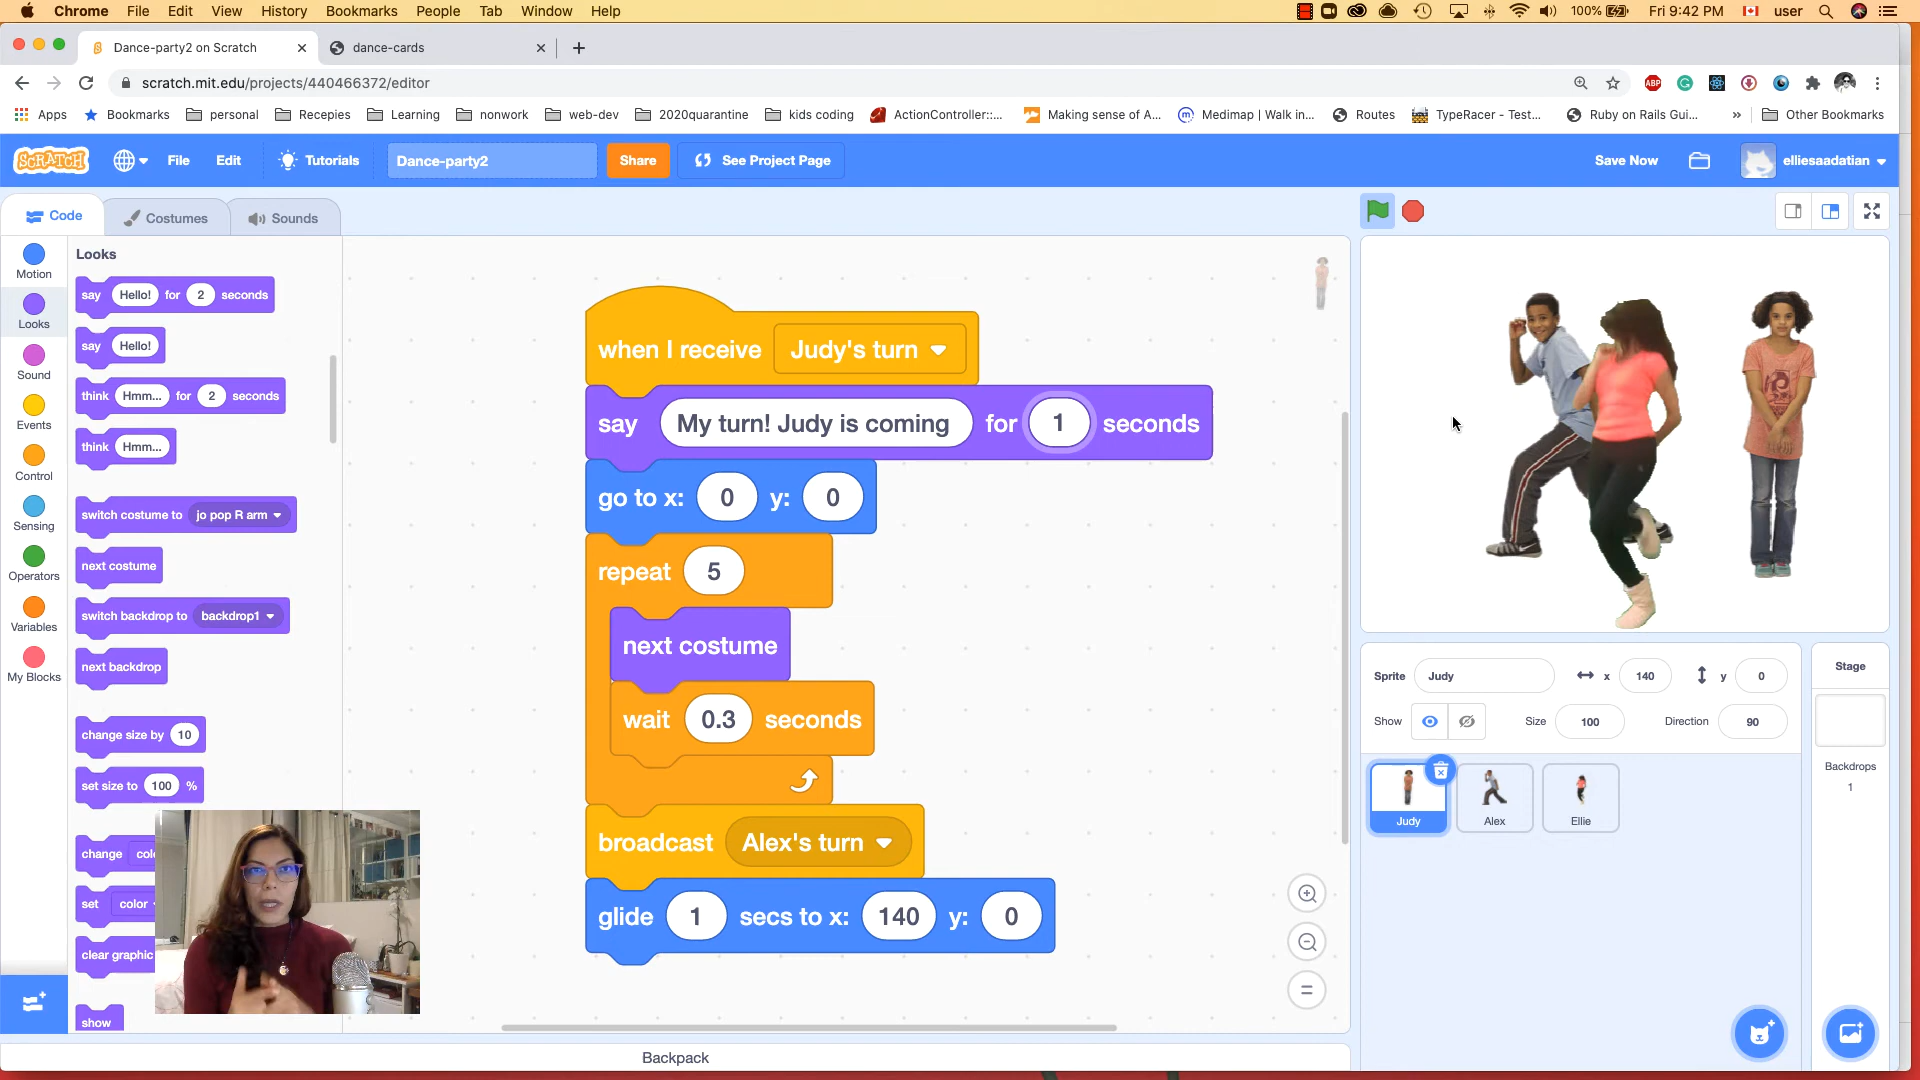 Chrome File Edit View History Bookmarks People Tab Window Help 100% Fri 9:42 PM user
Dance-party2 on Scratch dance-cards
scratch.mit.edu/projects/440466372/editor ABP
Apps Bookmarks personal Recepies Learning nonwork web-dev 2020quarantine kids coding ActionController::... Making sense of A... Medimap | Walk in... Routes TypeRacer - Test... Ruby on Rails Gui... » Other Bookmarks
SCRATCH File Edit Tutorials Dance-party2 Share See Project Page Save Now elliesaadatian
Code Costumes Sounds
Motion
Looks
Sound
Events
Control
Sensing
Operators
Variables
My Blocks
Looks
say Hello! for 2 seconds
say Hello!
think Hmm... for 2 seconds
think Hmm...
switch costume to jo pop R arm
next costume
switch backdrop to backdrop1
next backdrop
change size by 10
set size to 100 %
change
set color
clear graphic
show
when I receive Judy's turn
say My turn! Judy is coming for 1 seconds
go to x: 0 y: 0
repeat 5
next costume
wait 0.3 seconds
broadcast Alex's turn
glide 1 secs to x: 140 y: 0
Backpack
Sprite Judy x 140 y 0
Show Size 100 Direction 90
Judy Alex Ellie
Stage
Backdrops
1